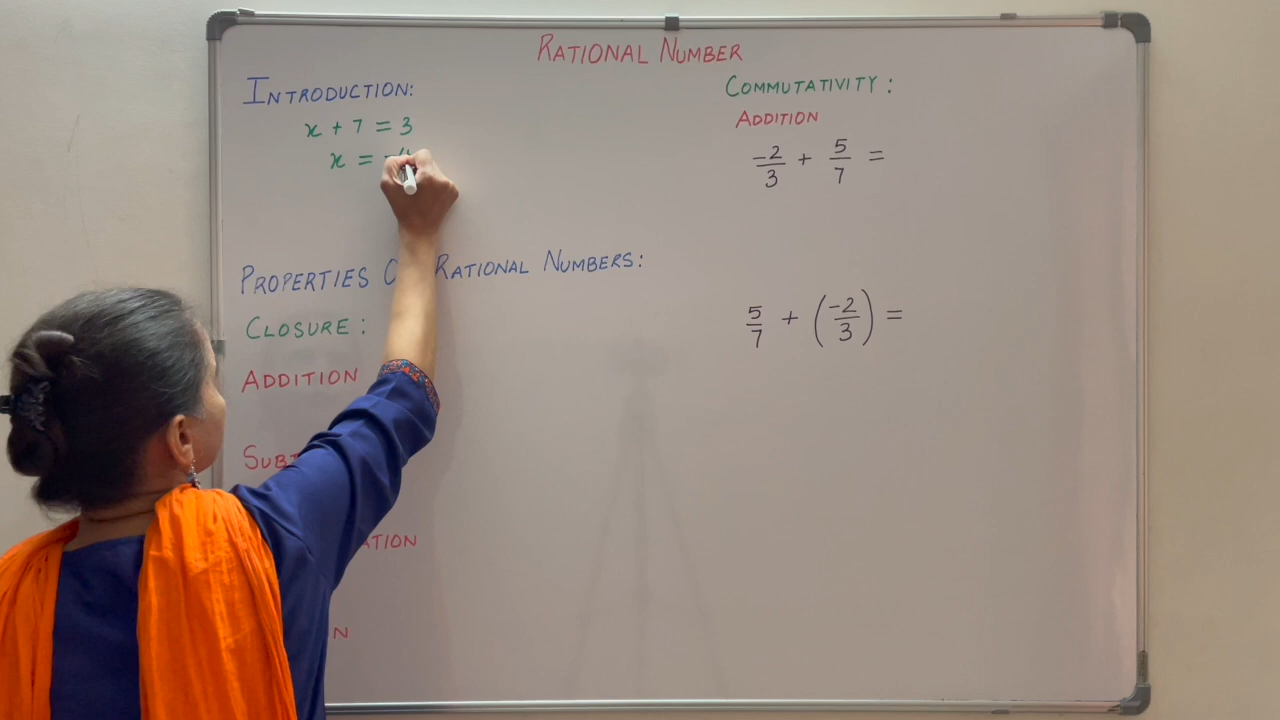 RATIONAL NUMBER
INTRODUCTION:
x + 7 = 3
x = -4
PROPERTIES RATIONAL NUMBERS:
CLOSURE:
ADDITION
COMMUTATIVITY:
ADDITION
-2/3 + 5/7 =
5/7 + (-2/3) =